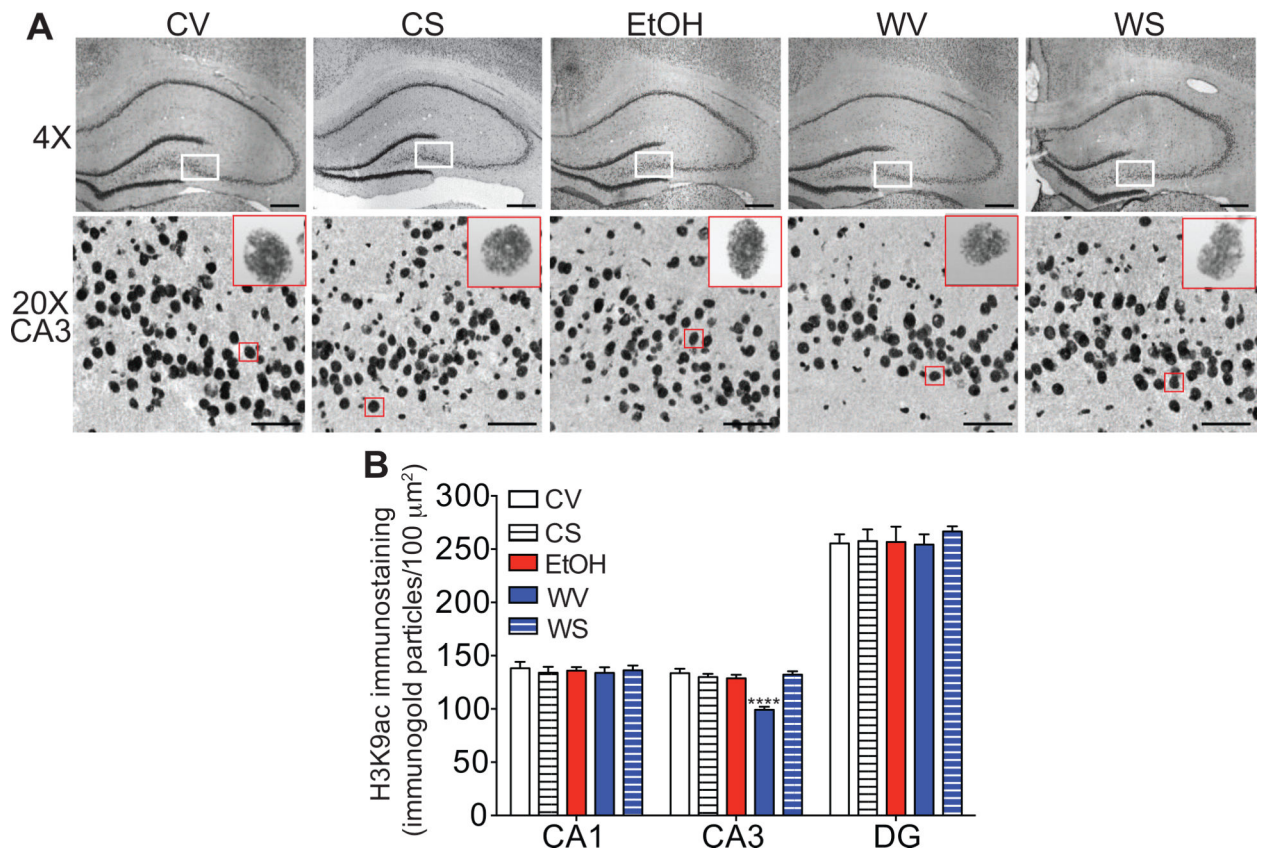 A
CV CS EtOH WV WS
4X
20X
CA3
B
H3K9ac immunostaining
(immunogold particles/100 μm²)
300
250
200
150
100
50
0
CV
CS
EtOH
WV
WS
****
CA1 CA3 DG